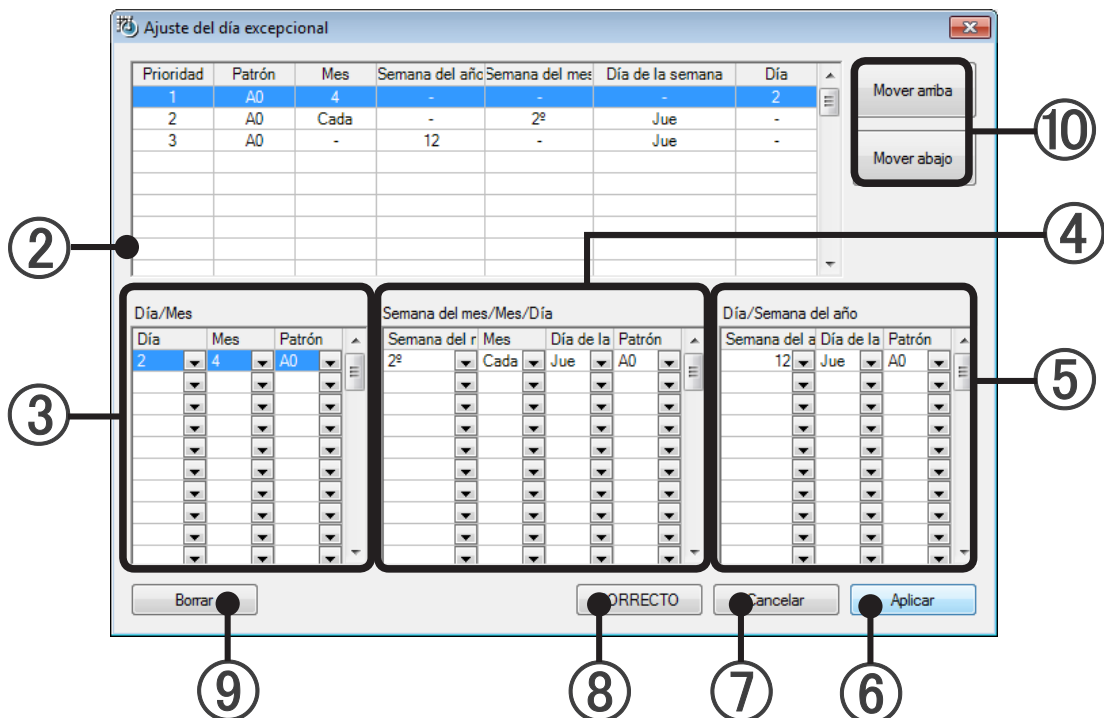 Ajuste del día excepcional
Prioridad Patrón Mes Semana del año Semana del mes Día de la semana Día
1 A0 4 - - - 2
2 A0 Cada - 2º Jue -
3 A0 - 12 - Jue -
Mover arriba
Mover abajo
⑩
②
④
Día/Mes
Día Mes Patrón
2 4 A0
③
Semana del mes/Mes/Día
Semana del r Mes Día de la Patrón
2º Cada Jue A0
Día/Semana del año
Semana del a Día de la Patrón
12 Jue A0
⑤
Borrar ORRECTO Cancelar Aplicar
⑨ ⑧ ⑦ ⑥